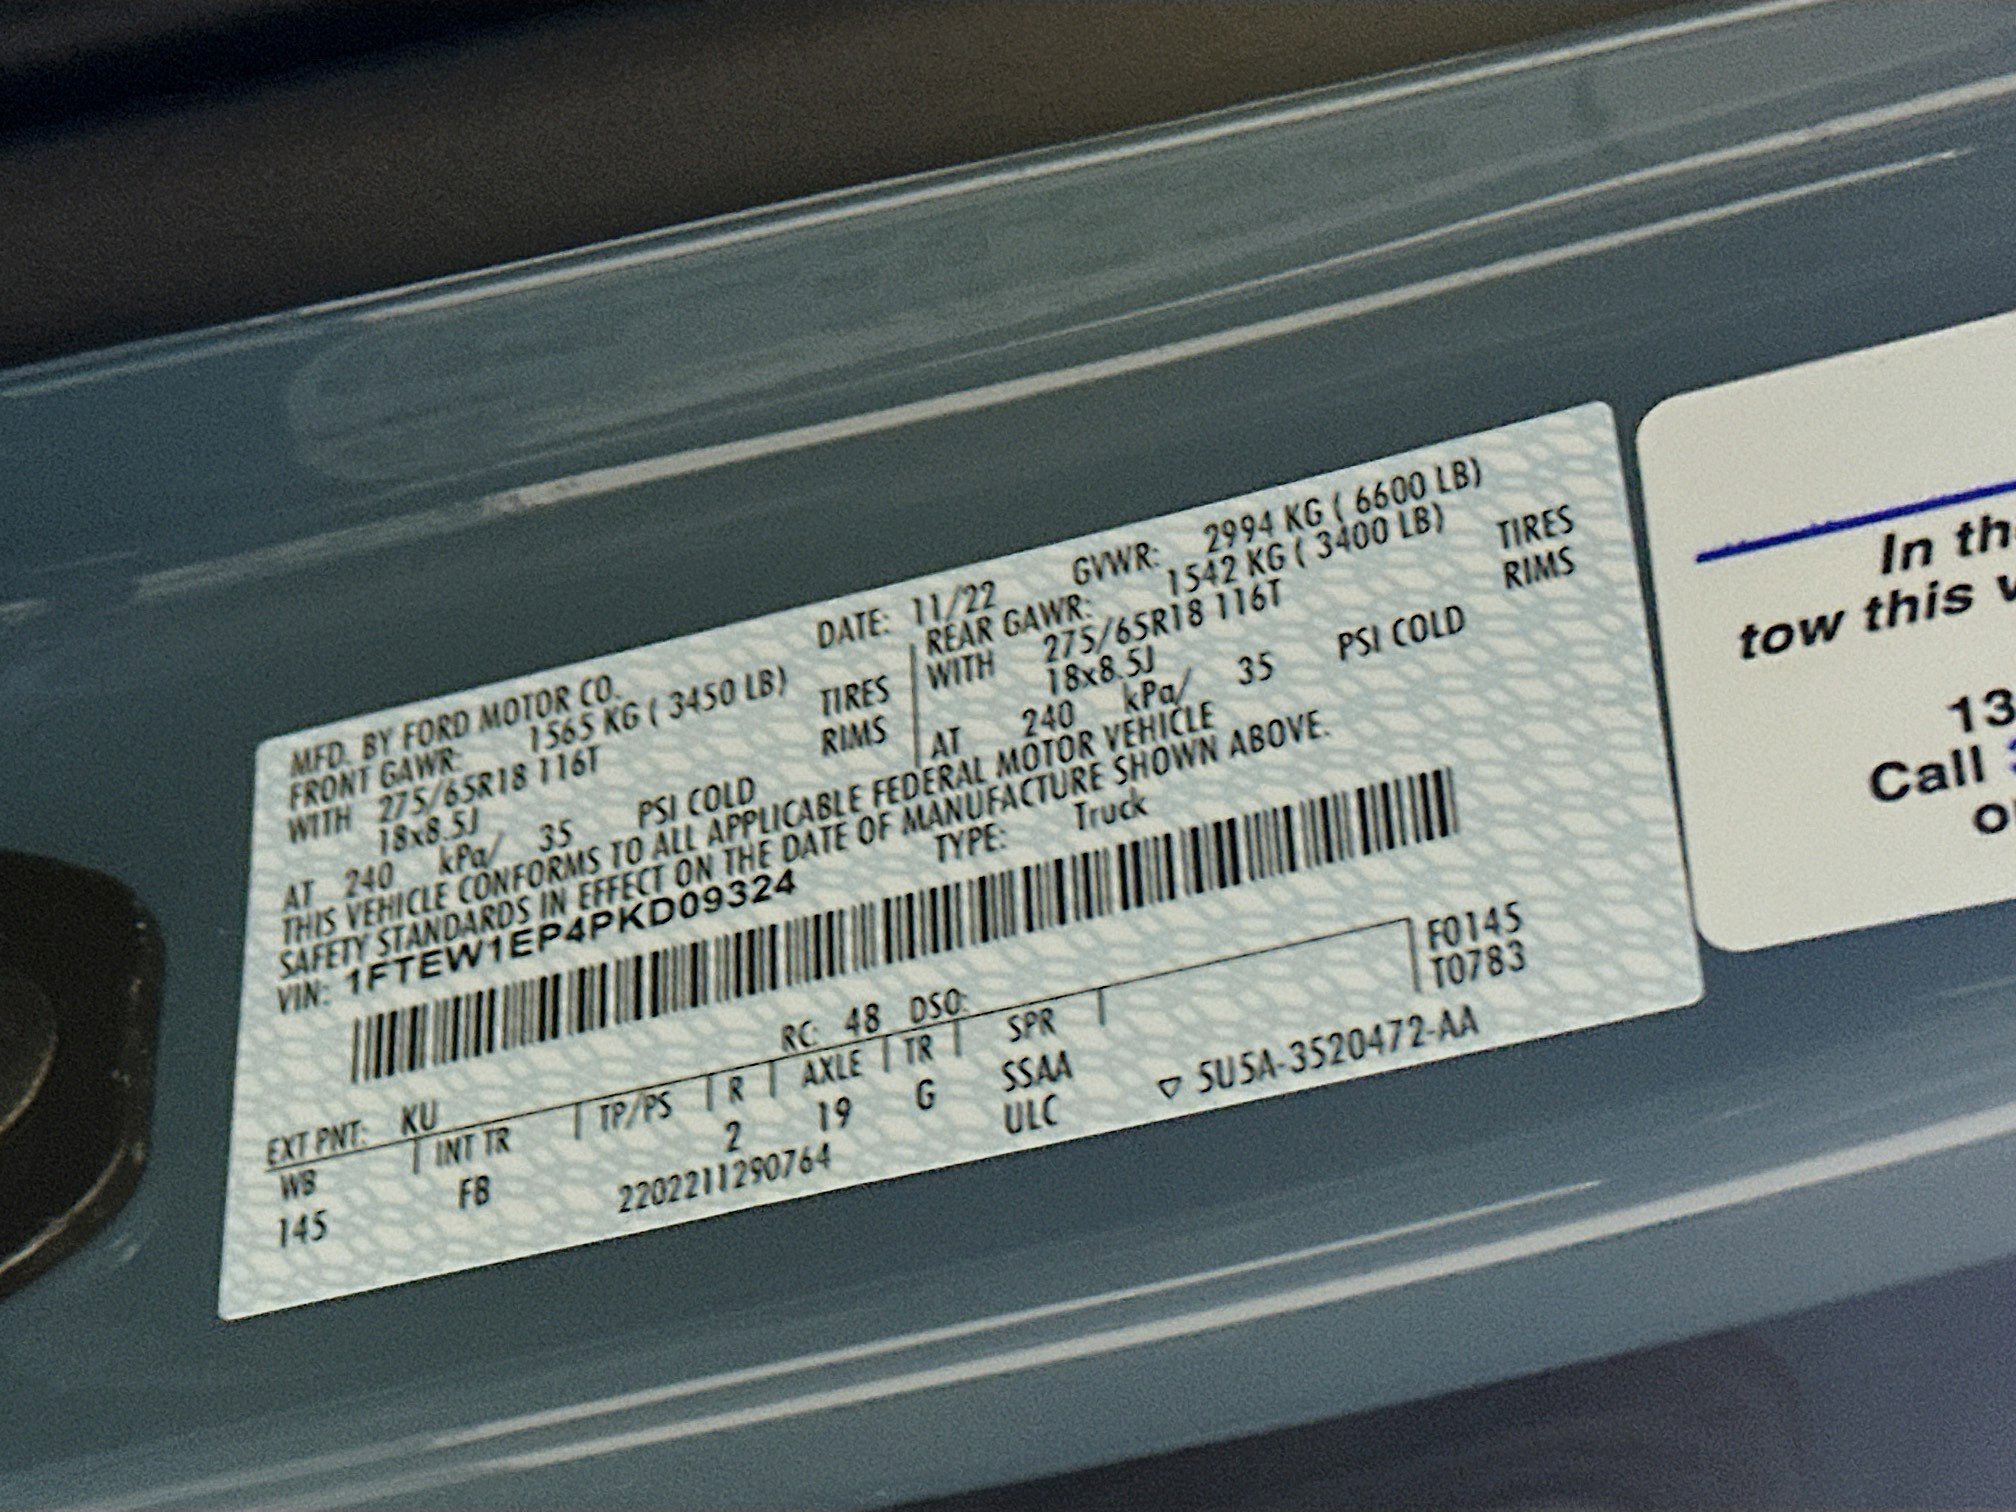 MFD. BY FORD MOTOR CO.
DATE: 11/22 GVWR: 2994 KG ( 6600 LB)
FRONT GAWR: 1565 KG ( 3450 LB)
WITH 275/65R18 116T TIRES
18x8.5J RIMS
AT 240 kPa/ 35 PSI COLD
REAR GAWR: 1542 KG ( 3400 LB)
WITH 275/65R18 116T TIRES
18x8.5J RIMS
AT 240 kPa/ 35 PSI COLD
THIS VEHICLE CONFORMS TO ALL APPLICABLE FEDERAL MOTOR VEHICLE
SAFETY STANDARDS IN EFFECT ON THE DATE OF MANUFACTURE SHOWN ABOVE.
VIN: 1FTEW1EP4PKD09324 TYPE: Truck
F0145
T0783
EXT PNT: KU RC: 48 DSO:
WB INT TR TP/PS R AXLE TR SPR
145 FB 2 19 G SSAA
2202211290764 ULC
▽ 5U5A-3520472-AA
In th
tow this v
13
Call
o